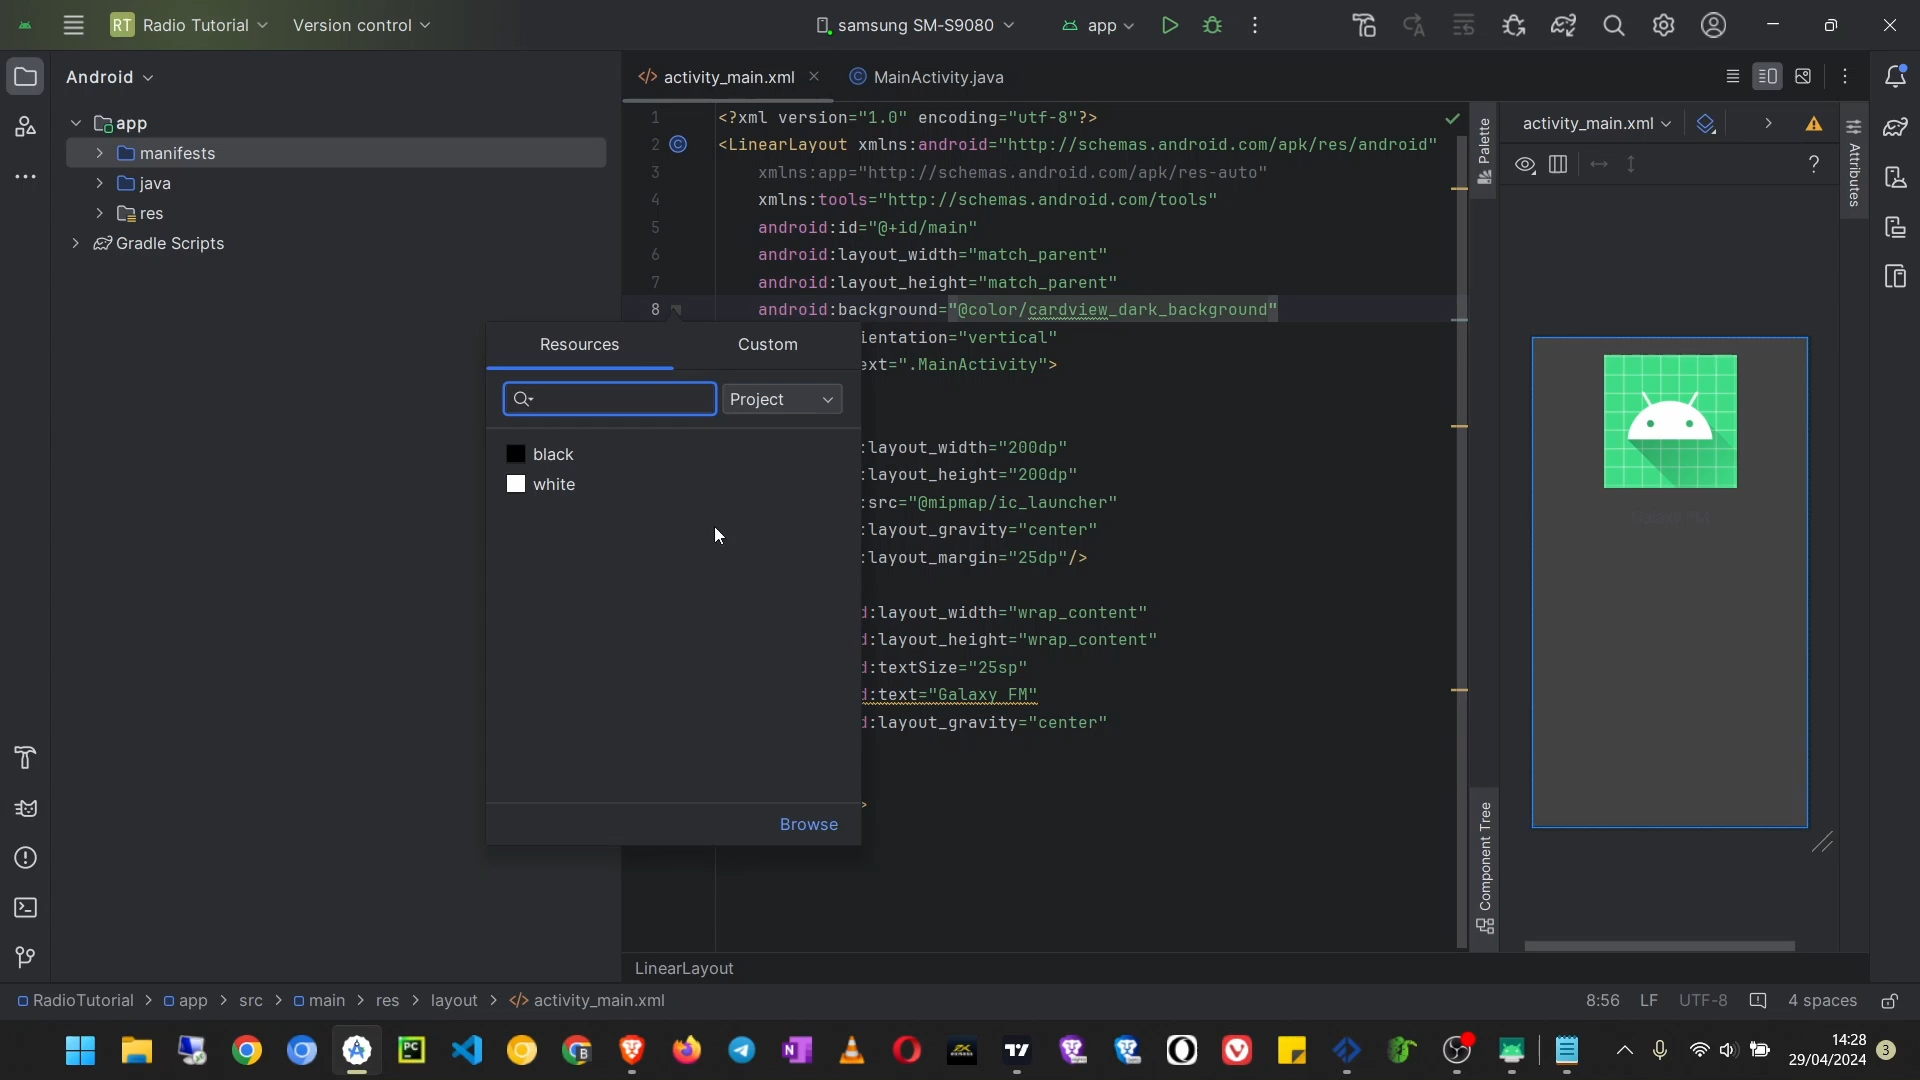 RT Radio Tutorial Version control samsung SM-S9080 app
Android
app
manifests
java
res
Gradle Scripts
</> activity_main.xml MainActivity.java
1 <?xml version="1.0" encoding="utf-8"?>
2 <LinearLayout xmlns:android="http://schemas.android.com/apk/res/android"
3 xmlns:app="http://schemas.android.com/apk/res-auto"
4 xmlns:tools="http://schemas.android.com/tools"
5 android:id="@+id/main"
6 android:layout_width="match_parent"
7 android:layout_height="match_parent"
8 android:background="@color/cardview_dark_background"
ientation="vertical"
ext=".MainActivity">
:layout_width="200dp"
:layout_height="200dp"
:src="@mipmap/ic_launcher"
:layout_gravity="center"
:layout_margin="25dp"/>
d:layout_width="wrap_content"
d:layout_height="wrap_content"
d:textSize="25sp"
d:text="Galaxy FM"
d:layout_gravity="center"
>
Resources Custom
Project
black
white
Browse
Palette
activity_main.xml
Attributes
Galaxy FM
Component Tree
LinearLayout
RadioTutorial > app > src > main > res > layout > </> activity_main.xml
8:56 LF UTF-8 4 spaces
14:28
29/04/2024
3